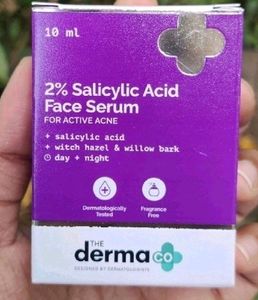 10 ml
2% Salicylic Acid
Face Serum
FOR ACTIVE ACNE
+ salicylic acid
+ witch hazel & willow bark
day + night
Dermatologically
Tested
Fragrance
Free
THE
derma co
DESIGNED BY DERMATOLOGISTS